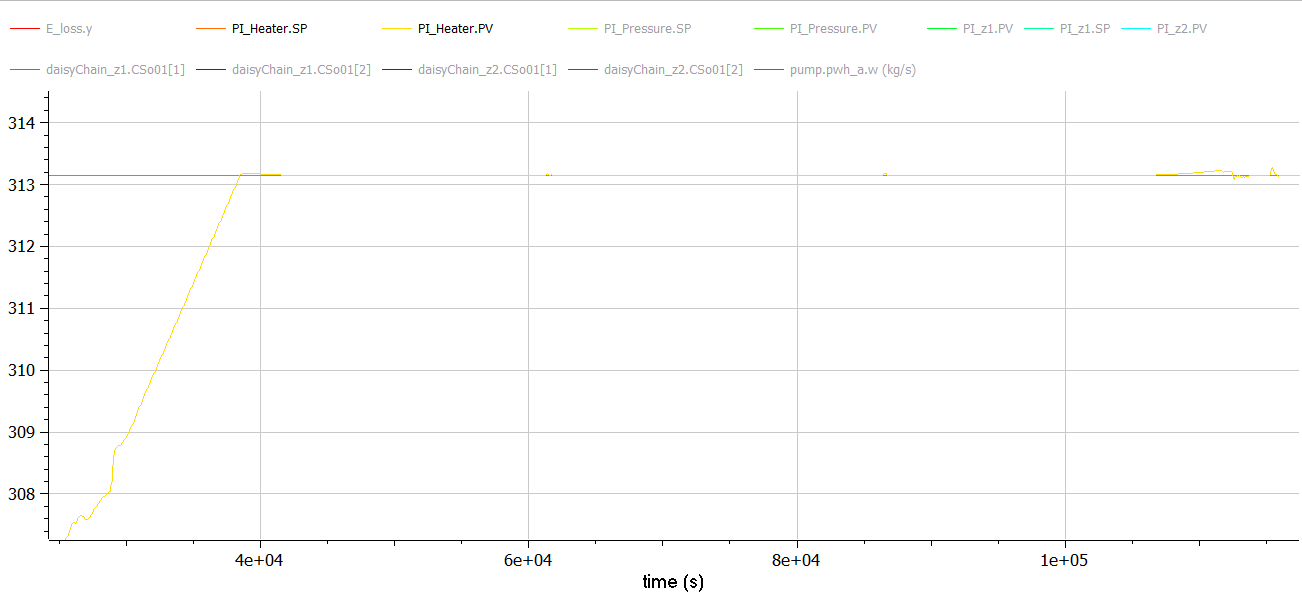 E_loss.y PI_Heater.SP PI_Heater.PV PI_Pressure.SP PI_Pressure.PV PI_z1.PV PI_z1.SP PI_z2.PV
daisyChain_z1.CSo01[1] daisyChain_z1.CSo01[2] daisyChain_z2.CSo01[1] daisyChain_z2.CSo01[2] pump.pwh_a.w (kg/s)
314
313
312
311
310
309
308
4e+04 6e+04 8e+04 1e+05
time (s)